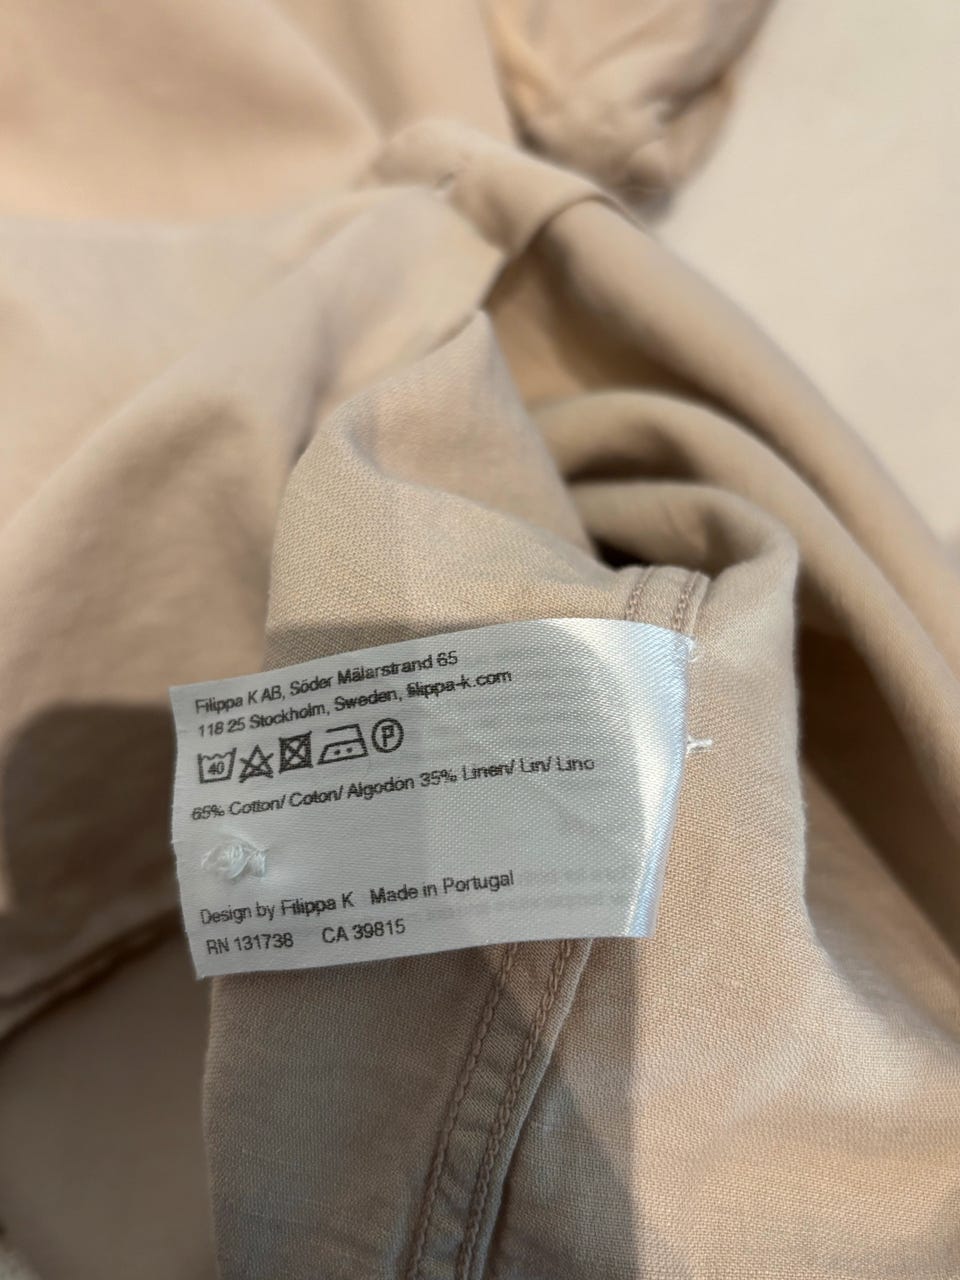 Filippa K AB, Söder Mälarstrand 65
118 25 Stockholm, Sweden, filippa-k.com
40 P
65% Cotton/ Coton/ Algodón 35% Linen/ Lin/ Lino
Design by Filippa K Made in Portugal
RN 131738 CA 39815